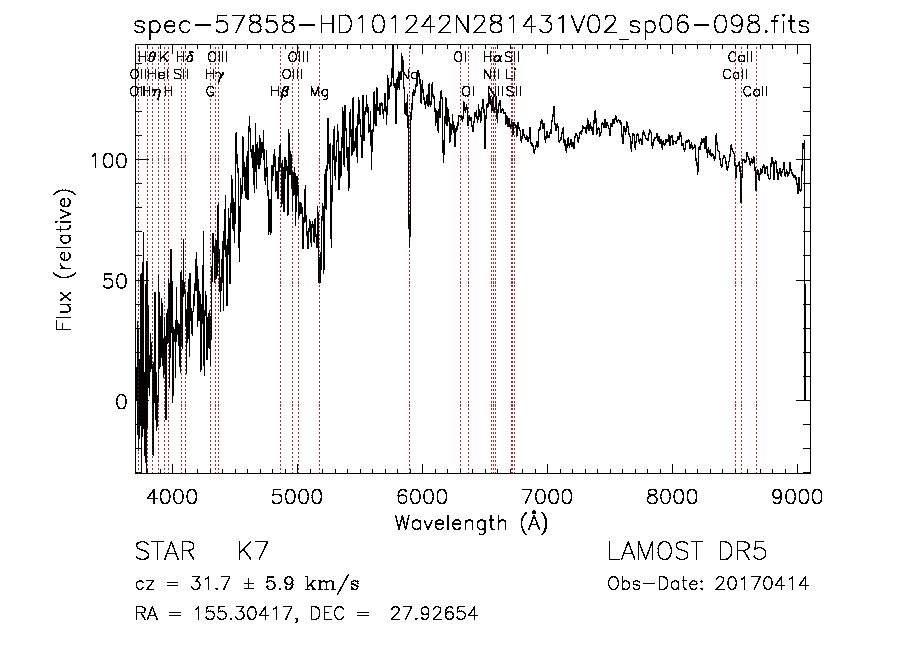 spec-57858-HD101242N281431V02_sp06-098.fits
Hθ K Hδ OIII OIII OI Hα SII CaII
OII HeI SII Hγ OIII Na NII Li CaII
OII Hη H G Hβ Mg OI NII SII CaII
100
50
0
Flux (relative)
4000 5000 6000 7000 8000 9000
Wavelength (Å)
STAR K7 LAMOST DR5
cz = 31.7 ± 5.9 km/s Obs-Date: 20170414
RA = 155.30417, DEC = 27.92654